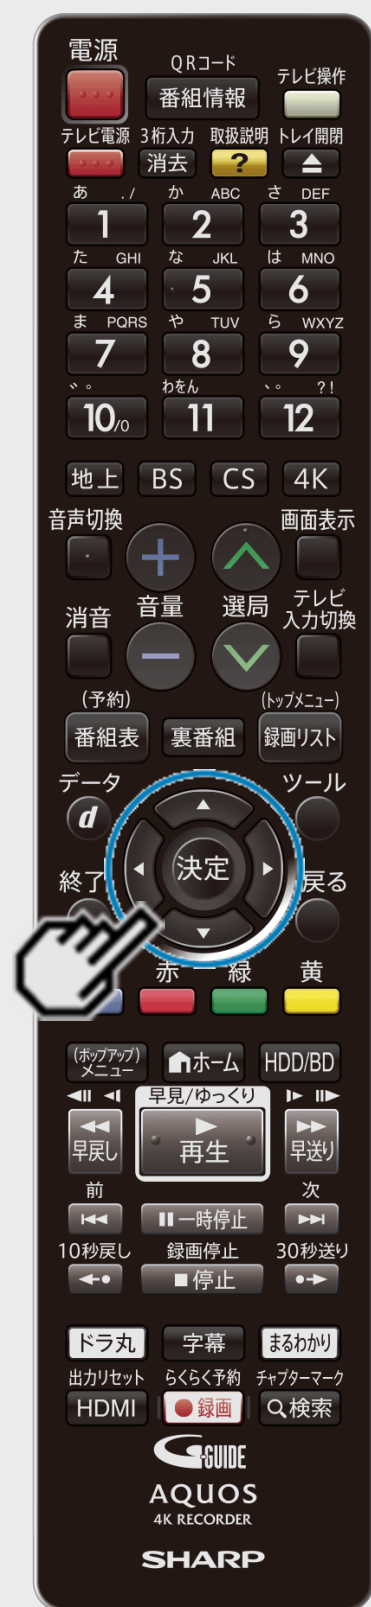 電源
QRコード
テレビ操作
番組情報
テレビ電源 3桁入力 取扱説明 トレイ開閉
消去 ?
あ ./ か ABC さ DEF
1 2 3
た GHI な JKL は MNO
4 5 6
ま PQRS や TUV ら WXYZ
7 8 9
゛゜ わをん 、。 ?!
10/0 11 12
地上 BS CS 4K
音声切換 画面表示
+
消音 音量 選局 テレビ
入力切換
−
(予約) (トップメニュー)
番組表 裏番組 録画リスト
データ ツール
d
決定
終了 戻る
赤 緑 黄
(ポップアップ)
メニュー ホーム HDD/BD
早見/ゆっくり
早戻し 再生 早送り
前 次
一時停止
10秒戻し 録画停止 30秒送り
停止
ドラ丸 字幕 まるわかり
出力リセット らくらく予約 チャプターマーク
HDMI 録画 検索
G-GUIDE
AQUOS
4K RECORDER
SHARP